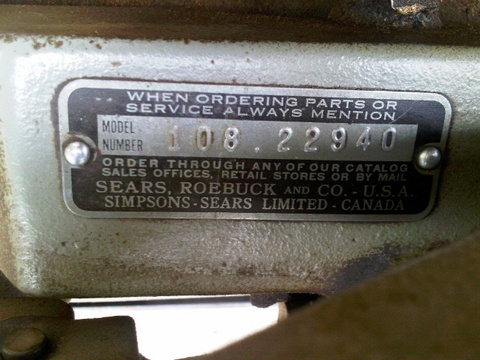 WHEN ORDERING PARTS OR
SERVICE ALWAYS MENTION
MODEL
NUMBER 108.22940
ORDER THROUGH ANY OF OUR CATALOG
SALES OFFICES, RETAIL STORES OR BY MAIL
SEARS, ROEBUCK AND CO. - U.S.A.
SIMPSONS-SEARS LIMITED-CANADA